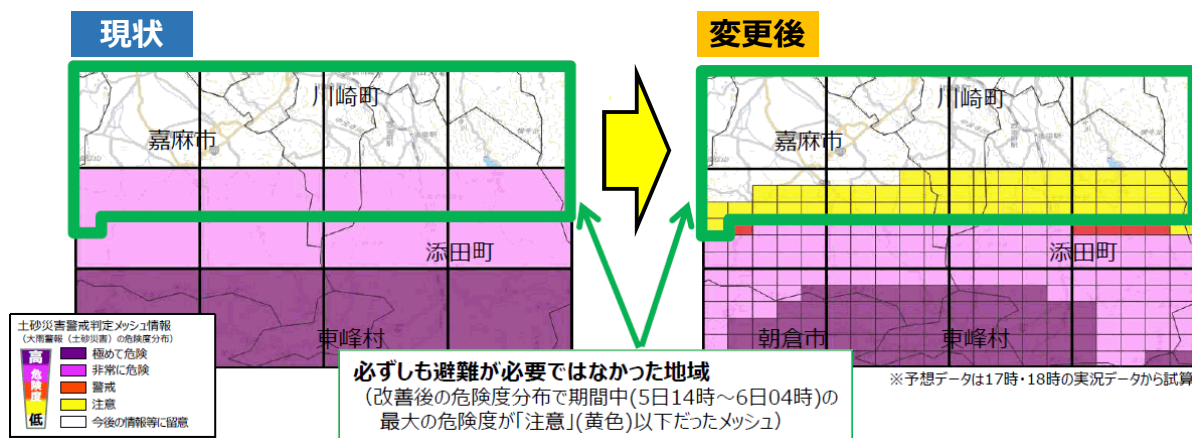 現状
変更後
川崎町
嘉麻市
添田町
東峰村
川崎町
嘉麻市
添田町
朝倉市
東峰村
土砂災害警戒判定メッシュ情報
(大雨警報(土砂災害)の危険度分布)
高
危険度
低
極めて危険
非常に危険
警戒
注意
今後の情報等に留意
必ずしも避難が必要ではなかった地域
(改善後の危険度分布で期間中(5日14時～6日04時)の
最大の危険度が「注意」(黄色)以下だったメッシュ)
※予想データは17時・18時の実況データから試算